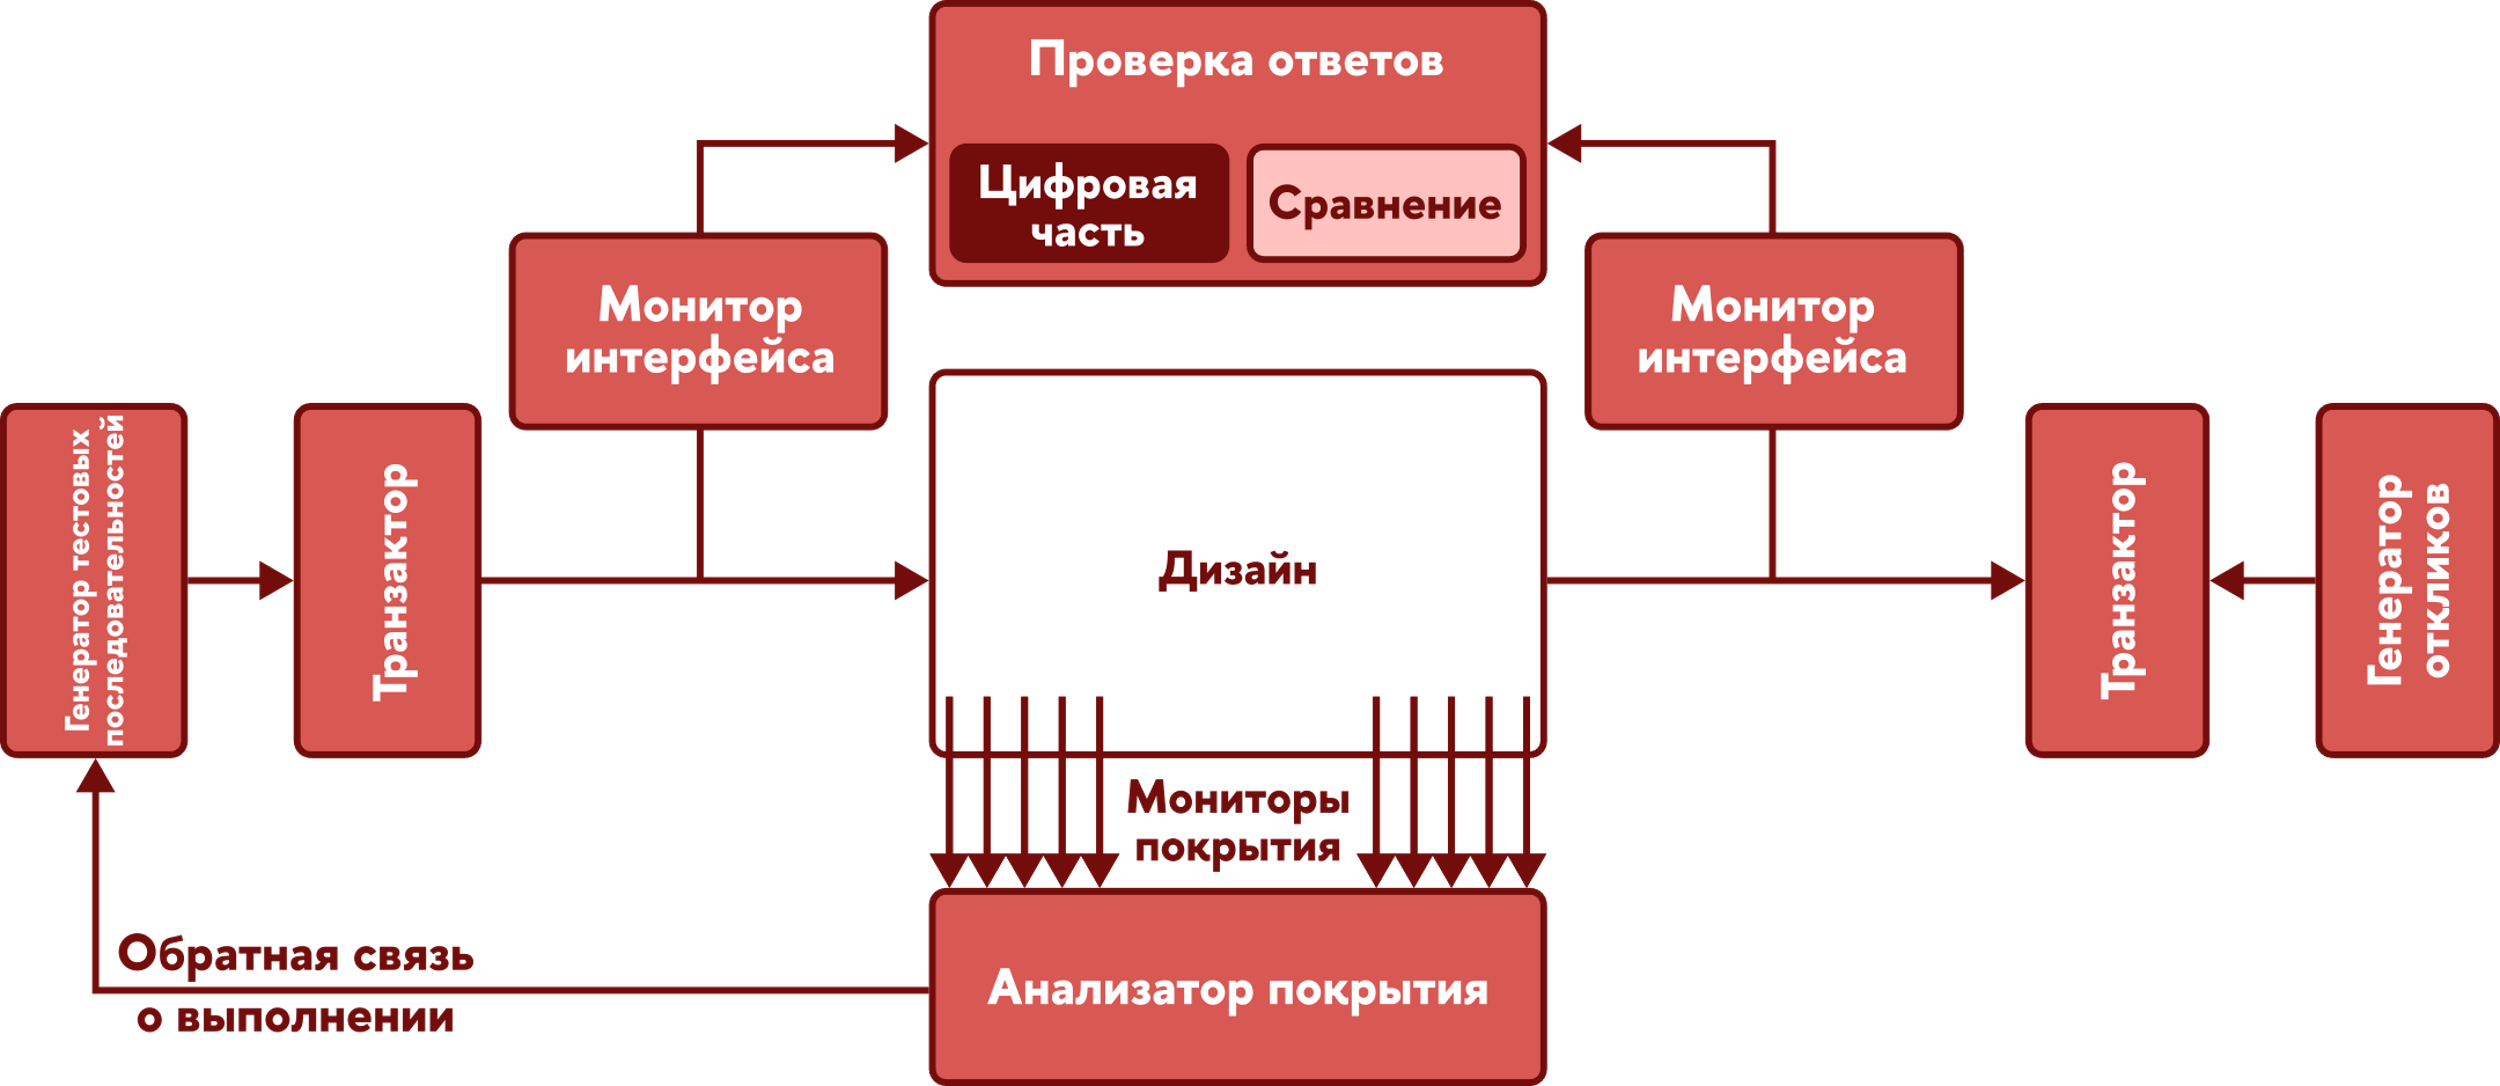 Проверка ответов
Цифровая
часть
Сравнение
Монитор
интерфейса
Монитор
интерфейса
Генератор тестовых
последовательностей
Транзактор
Дизайн
Транзактор
Генератор
откликов
Мониторы
покрытия
Обратная связь
о выполнении
Анализатор покрытия